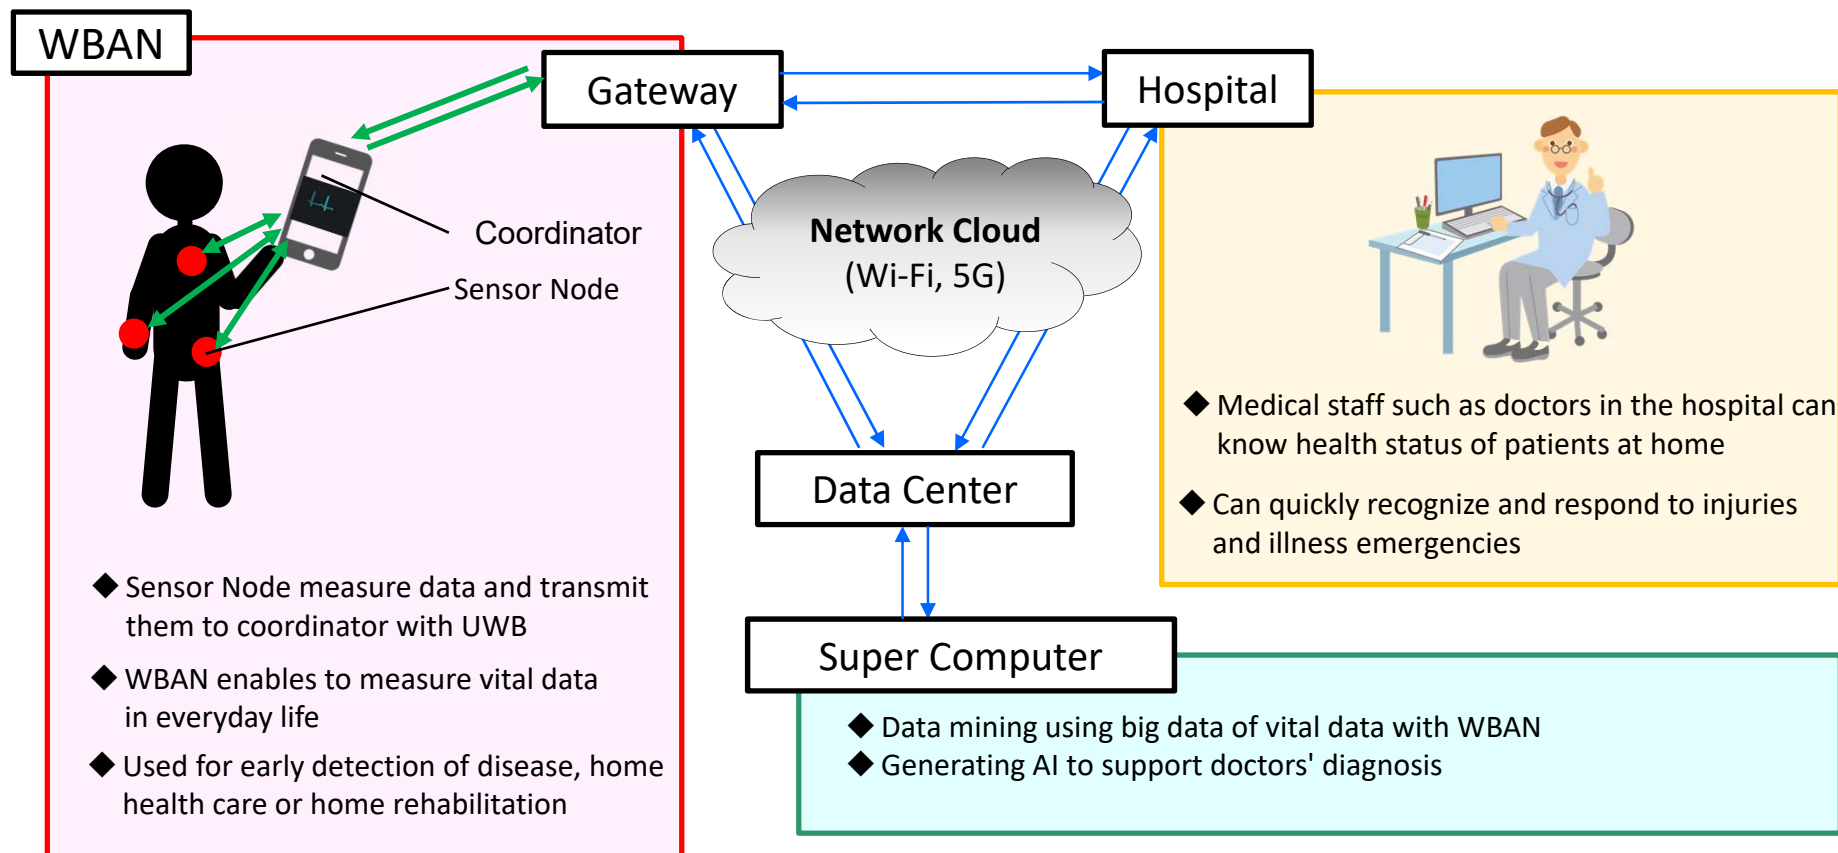 WBAN
Gateway
Hospital
Coordinator
Sensor Node
Network Cloud
(Wi-Fi, 5G)
Data Center
Super Computer
◆ Sensor Node measure data and transmit
them to coordinator with UWB
◆ WBAN enables to measure vital data
in everyday life
◆ Used for early detection of disease, home
health care or home rehabilitation
◆ Medical staff such as doctors in the hospital can
know health status of patients at home
◆ Can quickly recognize and respond to injuries
and illness emergencies
◆ Data mining using big data of vital data with WBAN
◆ Generating AI to support doctors' diagnosis